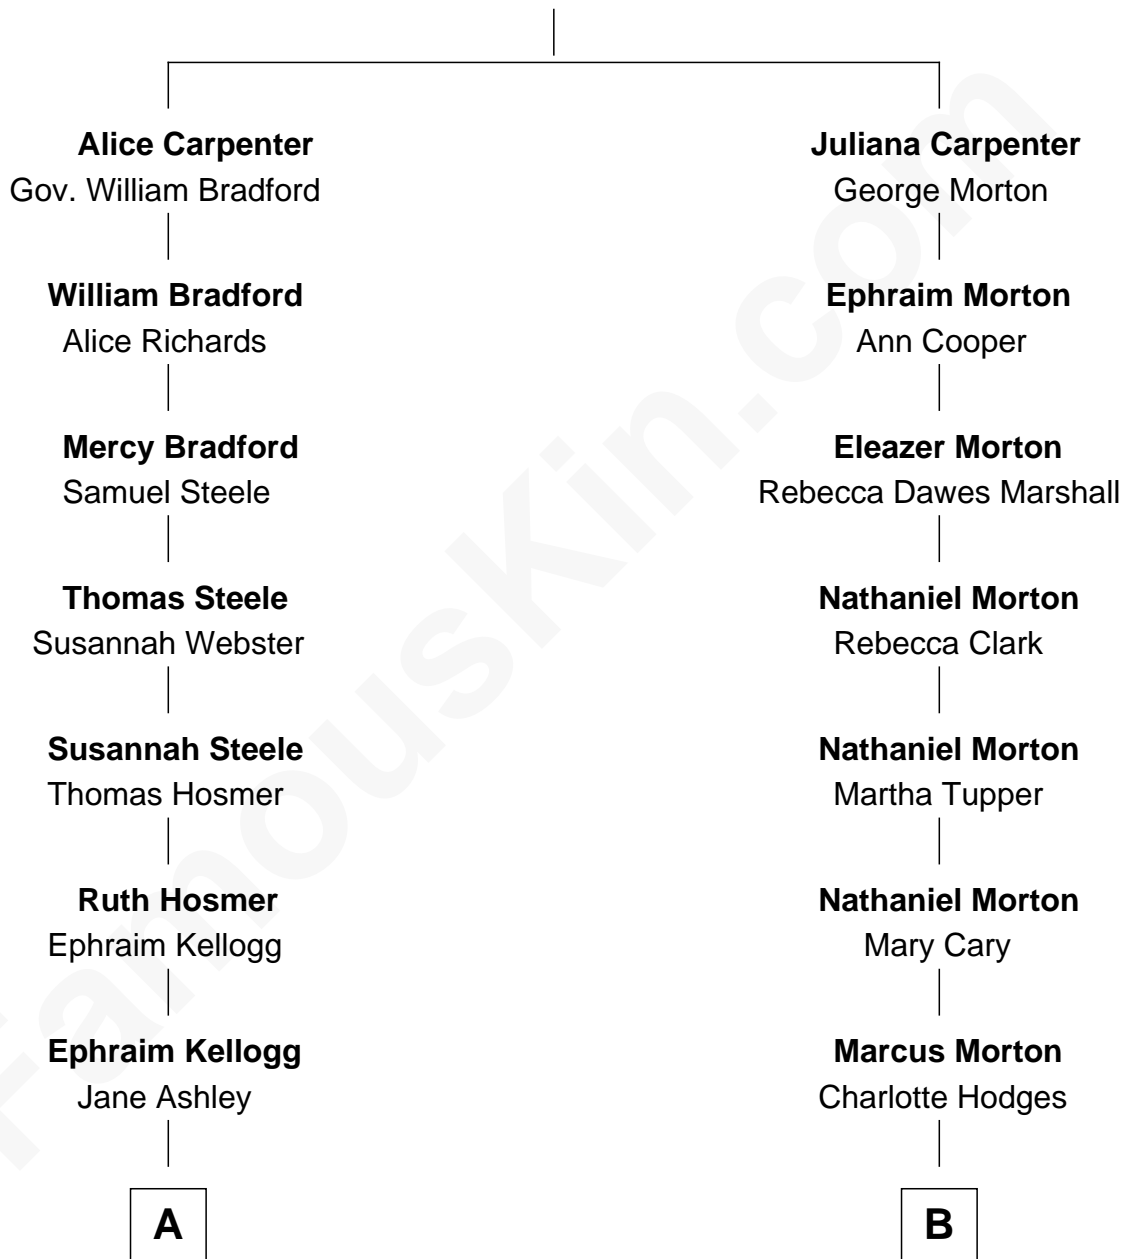 Alice Carpenter
Gov. William Bradford
William Bradford
Alice Richards
Mercy Bradford
Samuel Steele
Thomas Steele
Susannah Webster
Susannah Steele
Thomas Hosmer
Ruth Hosmer
Ephraim Kellogg
Ephraim Kellogg
Jane Ashley
A
Juliana Carpenter
George Morton
Ephraim Morton
Ann Cooper
Eleazer Morton
Rebecca Dawes Marshall
Nathaniel Morton
Rebecca Clark
Nathaniel Morton
Martha Tupper
Nathaniel Morton
Mary Cary
Marcus Morton
Charlotte Hodges
B
FamousKin.com